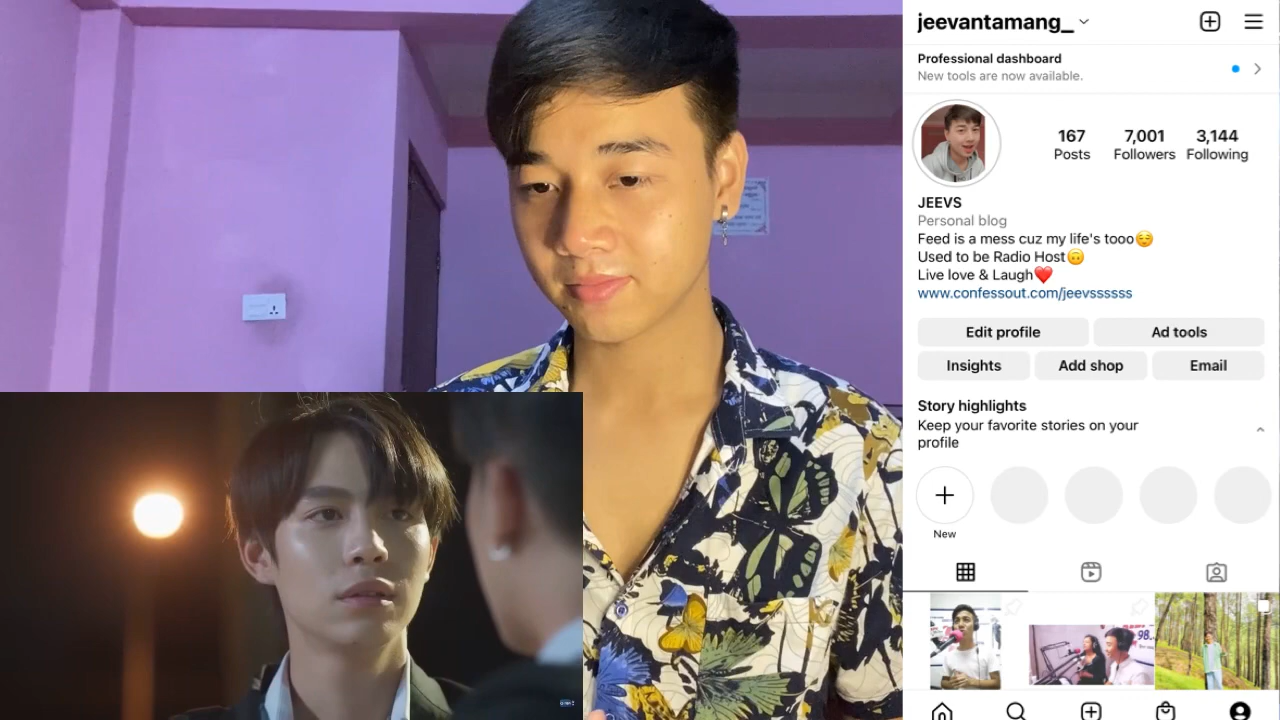 jeevantamang_
Professional dashboard
New tools are now available.
167 7,001 3,144
Posts Followers Following
JEEVS
Personal blog
Feed is a mess cuz my life's tooo😌
Used to be Radio Host🙃
Live love & Laugh❤️
www.confessout.com/jeevssssss
Edit profile Ad tools
Insights Add shop Email
Story highlights
Keep your favorite stories on your
profile
New